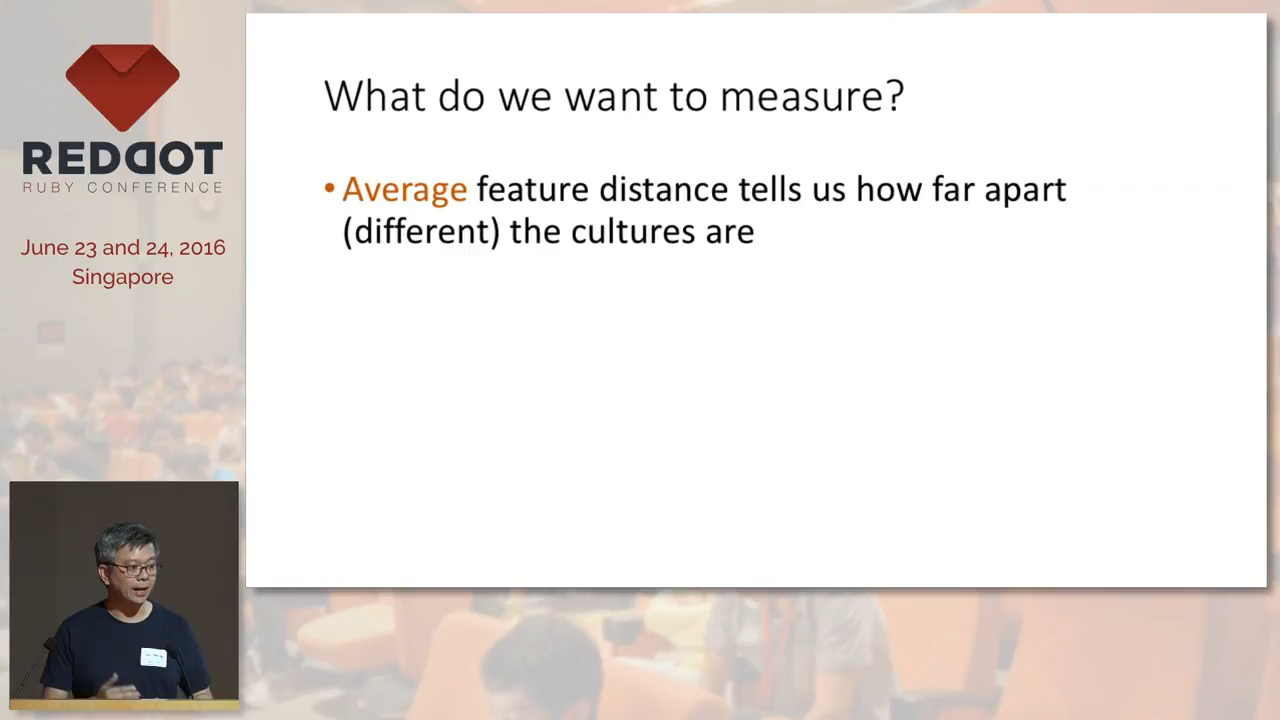 REDDOT
RUBY CONFERENCE
June 23 and 24, 2016
Singapore
What do we want to measure?
• Average feature distance tells us how far apart
(different) the cultures are